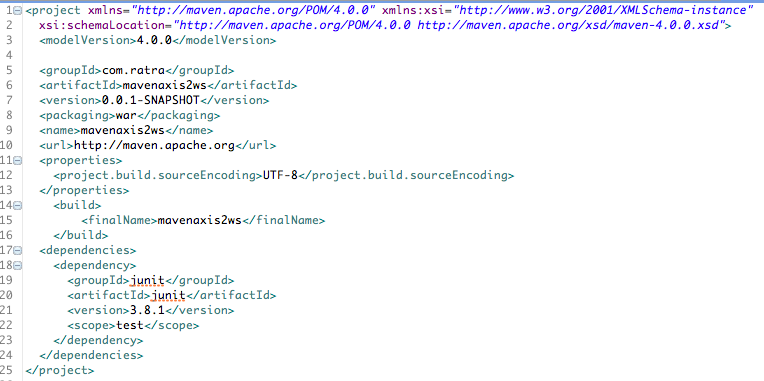 1 <project xmlns="http://maven.apache.org/POM/4.0.0" xmlns:xsi="http://www.w3.org/2001/XMLSchema-instance"
2 xsi:schemaLocation="http://maven.apache.org/POM/4.0.0 http://maven.apache.org/xsd/maven-4.0.0.xsd">
3 <modelVersion>4.0.0</modelVersion>
4
5 <groupId>com.ratra</groupId>
6 <artifactId>mavenaxis2ws</artifactId>
7 <version>0.0.1-SNAPSHOT</version>
8 <packaging>war</packaging>
9 <name>mavenaxis2ws</name>
10 <url>http://maven.apache.org</url>
11 <properties>
12 <project.build.sourceEncoding>UTF-8</project.build.sourceEncoding>
13 </properties>
14 <build>
15 <finalName>mavenaxis2ws</finalName>
16 </build>
17 <dependencies>
18 <dependency>
19 <groupId>junit</groupId>
20 <artifactId>junit</artifactId>
21 <version>3.8.1</version>
22 <scope>test</scope>
23 </dependency>
24 </dependencies>
25 </project>